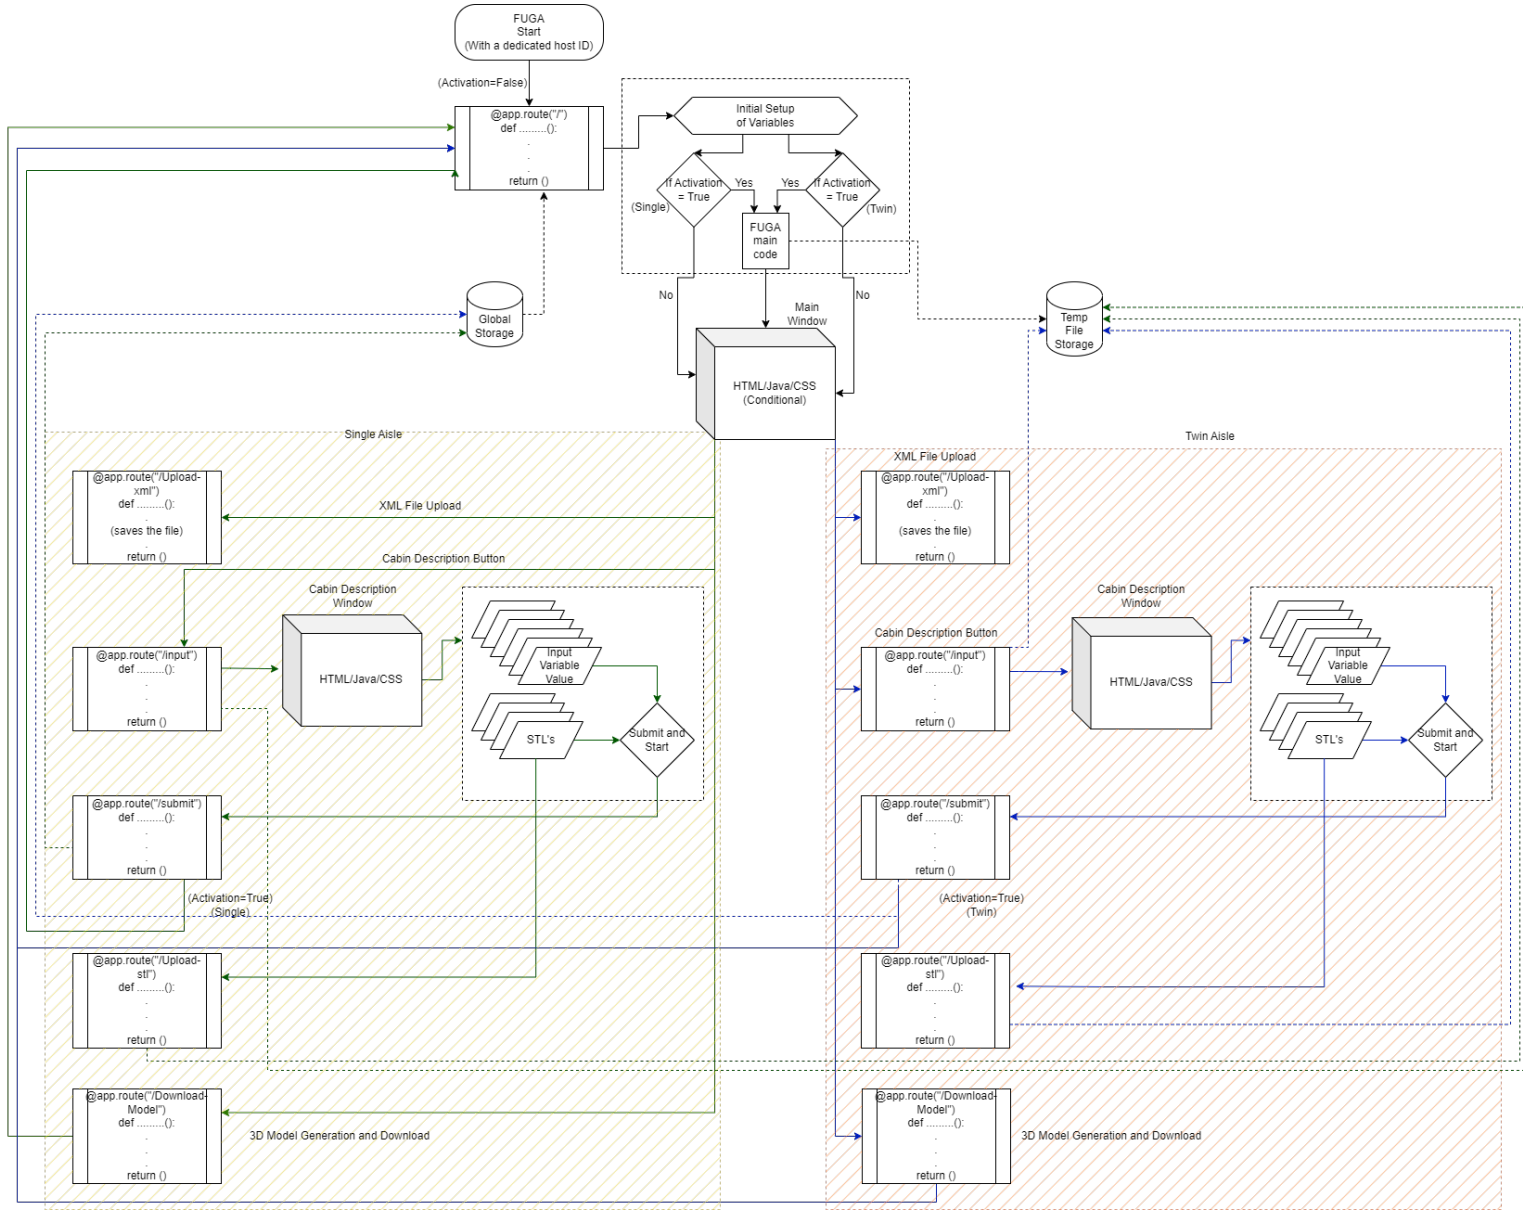 FUGA
Start
(With a dedicated host ID)
(Activation=False)
@app.route("/")
def .........():
.
.
.
return ()
Initial Setup
of Variables
If Activation
= True
Yes
(Single)
Yes
If Activation
= True
(Twin)
FUGA
main
code
No
No
Main
Window
Global
Storage
Temp
File
Storage
HTML/Java/CSS
(Conditional)
Single Aisle
@app.route("/Upload-
xml")
def .........():
.
(saves the file)
.
return ()
XML File Upload
Cabin Description Button
Cabin Description
Window
@app.route("/input")
def .........():
.
.
.
return ()
HTML/Java/CSS
Input
Variable
Value
STL's
Submit and
Start
@app.route("/submit")
def .........():
.
.
.
return ()
(Activation=True)
(Single)
@app.route("/Upload-
stl")
def .........():
.
.
.
return ()
@app.route("/Download-
Model")
def .........():
.
.
.
return ()
3D Model Generation and Download
Twin Aisle
XML File Upload
@app.route("/Upload-
xml")
def .........():
.
(saves the file)
.
return ()
Cabin Description
Window
Cabin Description Button
@app.route("/input")
def .........():
.
.
.
return ()
HTML/Java/CSS
Input
Variable
Value
STL's
Submit and
Start
@app.route("/submit")
def .........():
.
.
.
return ()
(Activation=True)
(Twin)
@app.route("/Upload-
stl")
def .........():
.
.
.
return ()
@app.route("/Download-
Model")
def .........():
.
.
.
return ()
3D Model Generation and Download